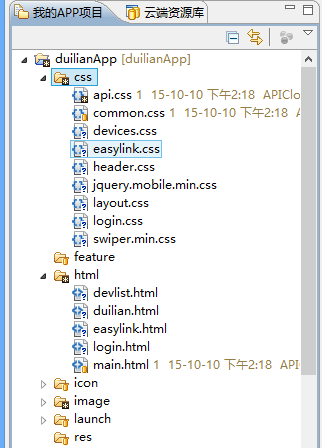 我的APP项目 云端资源库
duilianApp [duilianApp]
css
api.css 1 15-10-10 下午2:18 APIClo
common.css 1 15-10-10 下午2:18 A
devices.css
easylink.css
header.css
jquery.mobile.min.css
layout.css
login.css
swiper.min.css
feature
html
devlist.html
duilian.html
easylink.html
login.html
main.html 1 15-10-10 下午2:18 APIC
icon
image
launch
res